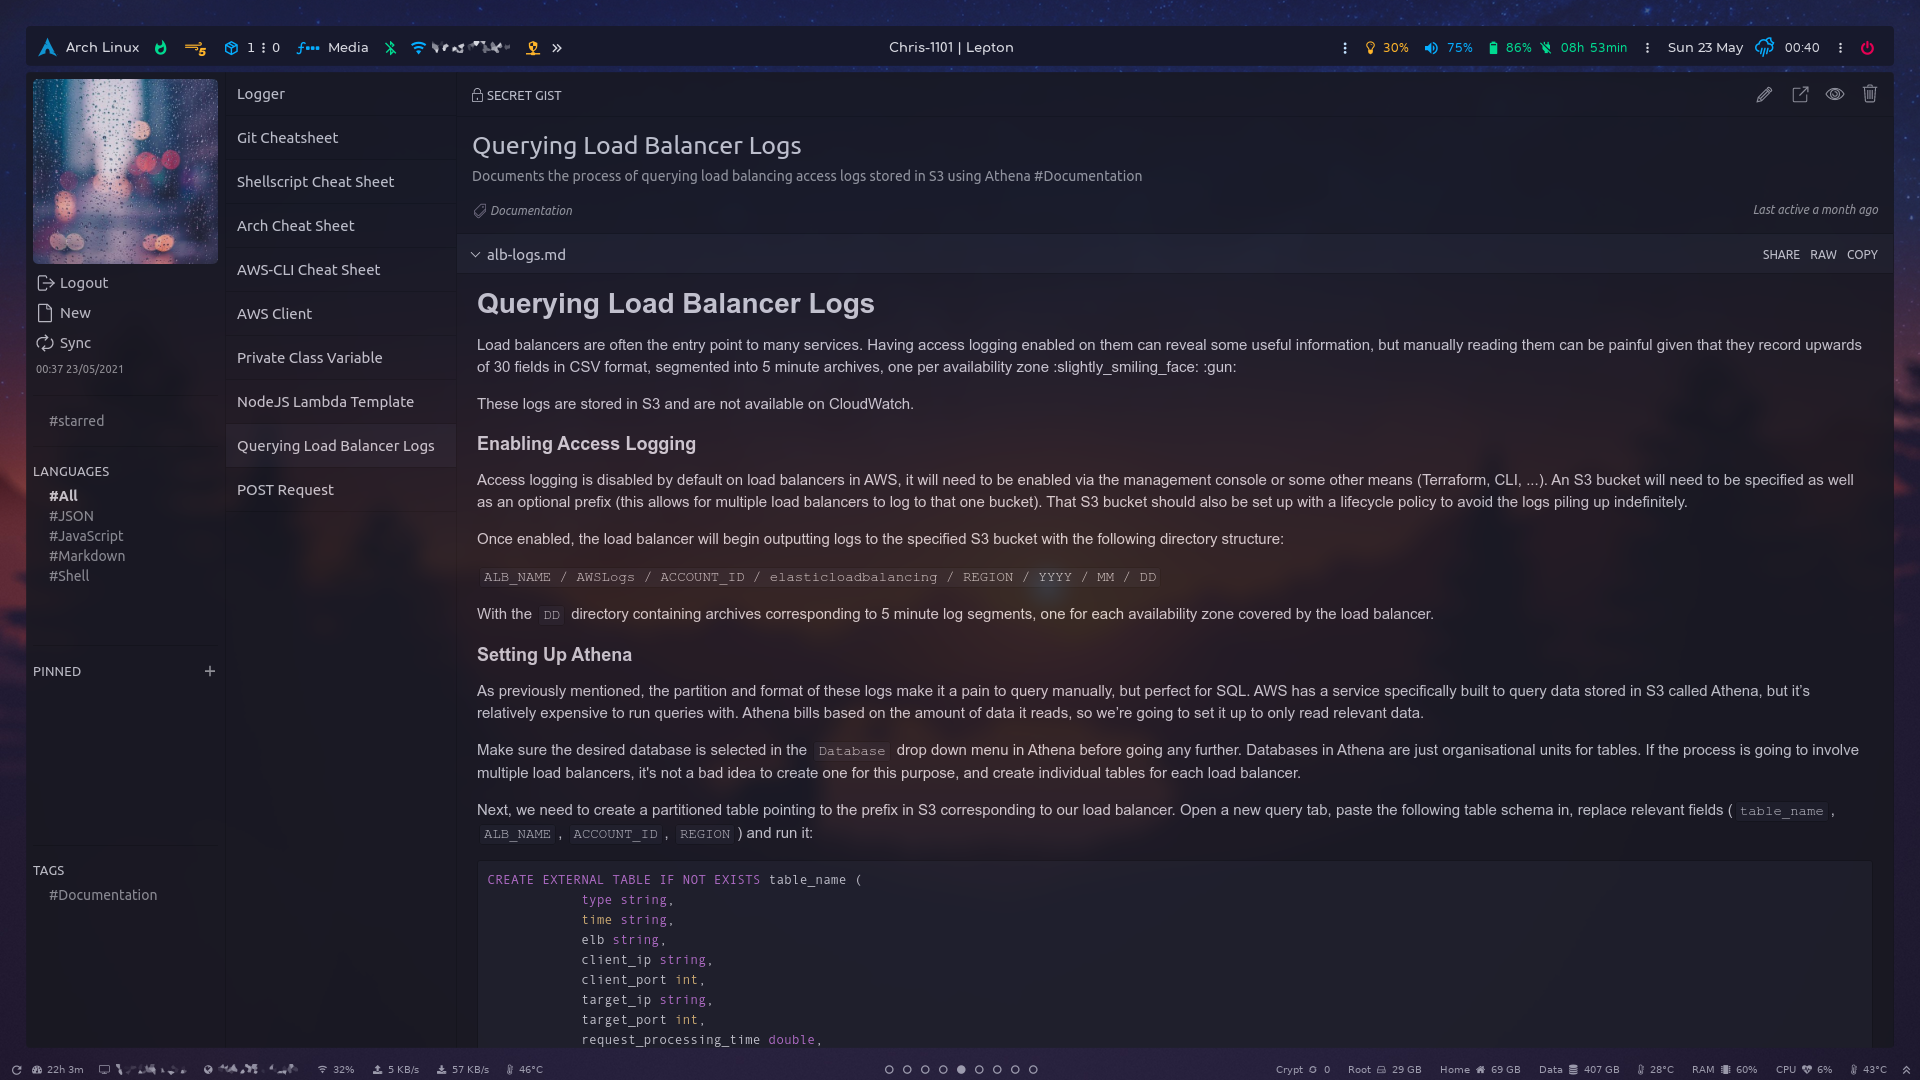 Arch Linux 5 1 : 0 Media
Chris-1101 | Lepton
30% 75% 86% 08h 53min Sun 23 May 00:40
Logout
New
Sync
00:37 23/05/2021
#starred
LANGUAGES
#All
#JSON
#JavaScript
#Markdown
#Shell
PINNED +
TAGS
#Documentation
Logger
Git Cheatsheet
Shellscript Cheat Sheet
Arch Cheat Sheet
AWS-CLI Cheat Sheet
AWS Client
Private Class Variable
NodeJS Lambda Template
Querying Load Balancer Logs
POST Request
SECRET GIST
Querying Load Balancer Logs
Documents the process of querying load balancing access logs stored in S3 using Athena #Documentation
Documentation
Last active a month ago
alb-logs.md
SHARE RAW COPY
Querying Load Balancer Logs
Load balancers are often the entry point to many services. Having access logging enabled on them can reveal some useful information, but manually reading them can be painful given that they record upwards
of 30 fields in CSV format, segmented into 5 minute archives, one per availability zone :slightly_smiling_face: :gun:
These logs are stored in S3 and are not available on CloudWatch.
Enabling Access Logging
Access logging is disabled by default on load balancers in AWS, it will need to be enabled via the management console or some other means (Terraform, CLI, ...). An S3 bucket will need to be specified as well
as an optional prefix (this allows for multiple load balancers to log to that one bucket). That S3 bucket should also be set up with a lifecycle policy to avoid the logs piling up indefinitely.
Once enabled, the load balancer will begin outputting logs to the specified S3 bucket with the following directory structure:
ALB_NAME / AWSLogs / ACCOUNT_ID / elasticloadbalancing / REGION / YYYY / MM / DD
With the DD directory containing archives corresponding to 5 minute log segments, one for each availability zone covered by the load balancer.
Setting Up Athena
As previously mentioned, the partition and format of these logs make it a pain to query manually, but perfect for SQL. AWS has a service specifically built to query data stored in S3 called Athena, but it's
relatively expensive to run queries with. Athena bills based on the amount of data it reads, so we're going to set it up to only read relevant data.
Make sure the desired database is selected in the Database drop down menu in Athena before going any further. Databases in Athena are just organisational units for tables. If the process is going to involve
multiple load balancers, it's not a bad idea to create one for this purpose, and create individual tables for each load balancer.
Next, we need to create a partitioned table pointing to the prefix in S3 corresponding to our load balancer. Open a new query tab, paste the following table schema in, replace relevant fields ( table_name ,
ALB_NAME , ACCOUNT_ID , REGION ) and run it:
CREATE EXTERNAL TABLE IF NOT EXISTS table_name (
type string,
time string,
elb string,
client_ip string,
client_port int,
target_ip string,
target_port int,
request_processing_time double,
22h 3m 32% 5 KB/s 57 KB/s 46°C
Crypt 0 Root 29 GB Home 69 GB Data 407 GB 28°C RAM 60% CPU 6% 43°C